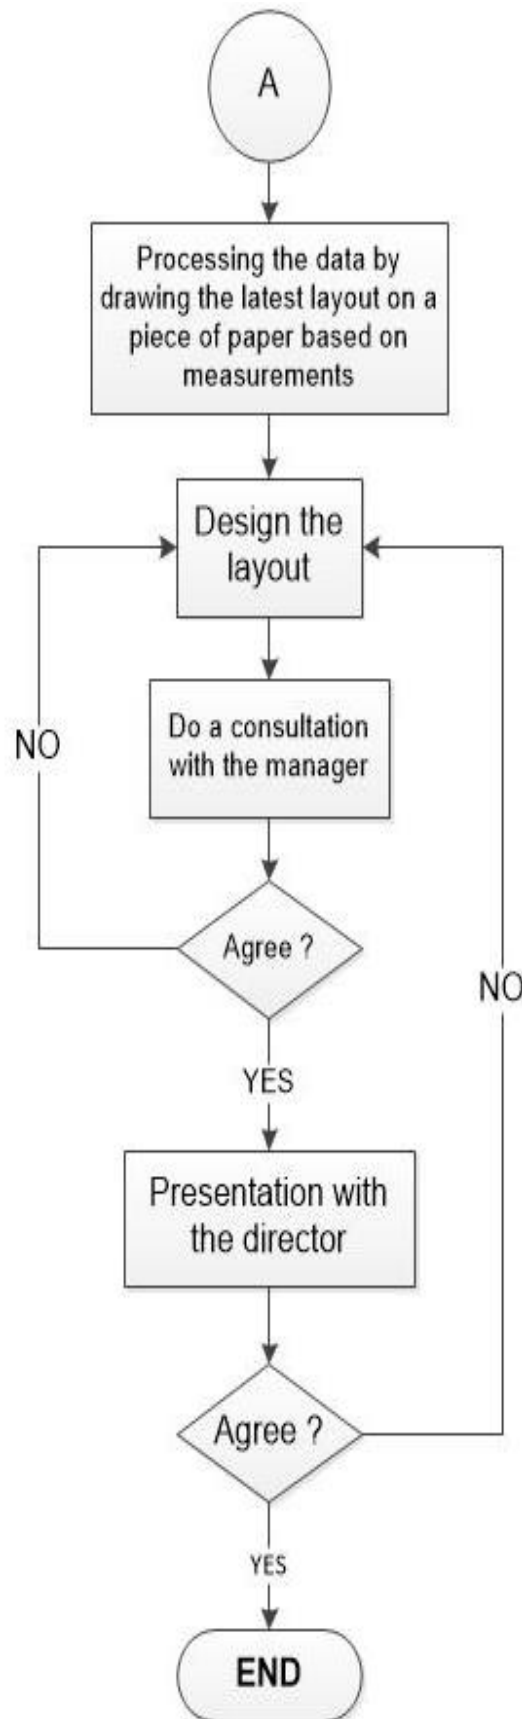 A
Processing the data by
drawing the latest layout on a
piece of paper based on
measurements
Design the
layout
Do a consultation
with the manager
NO
Agree ?
NO
YES
Presentation with
the director
Agree ?
YES
END